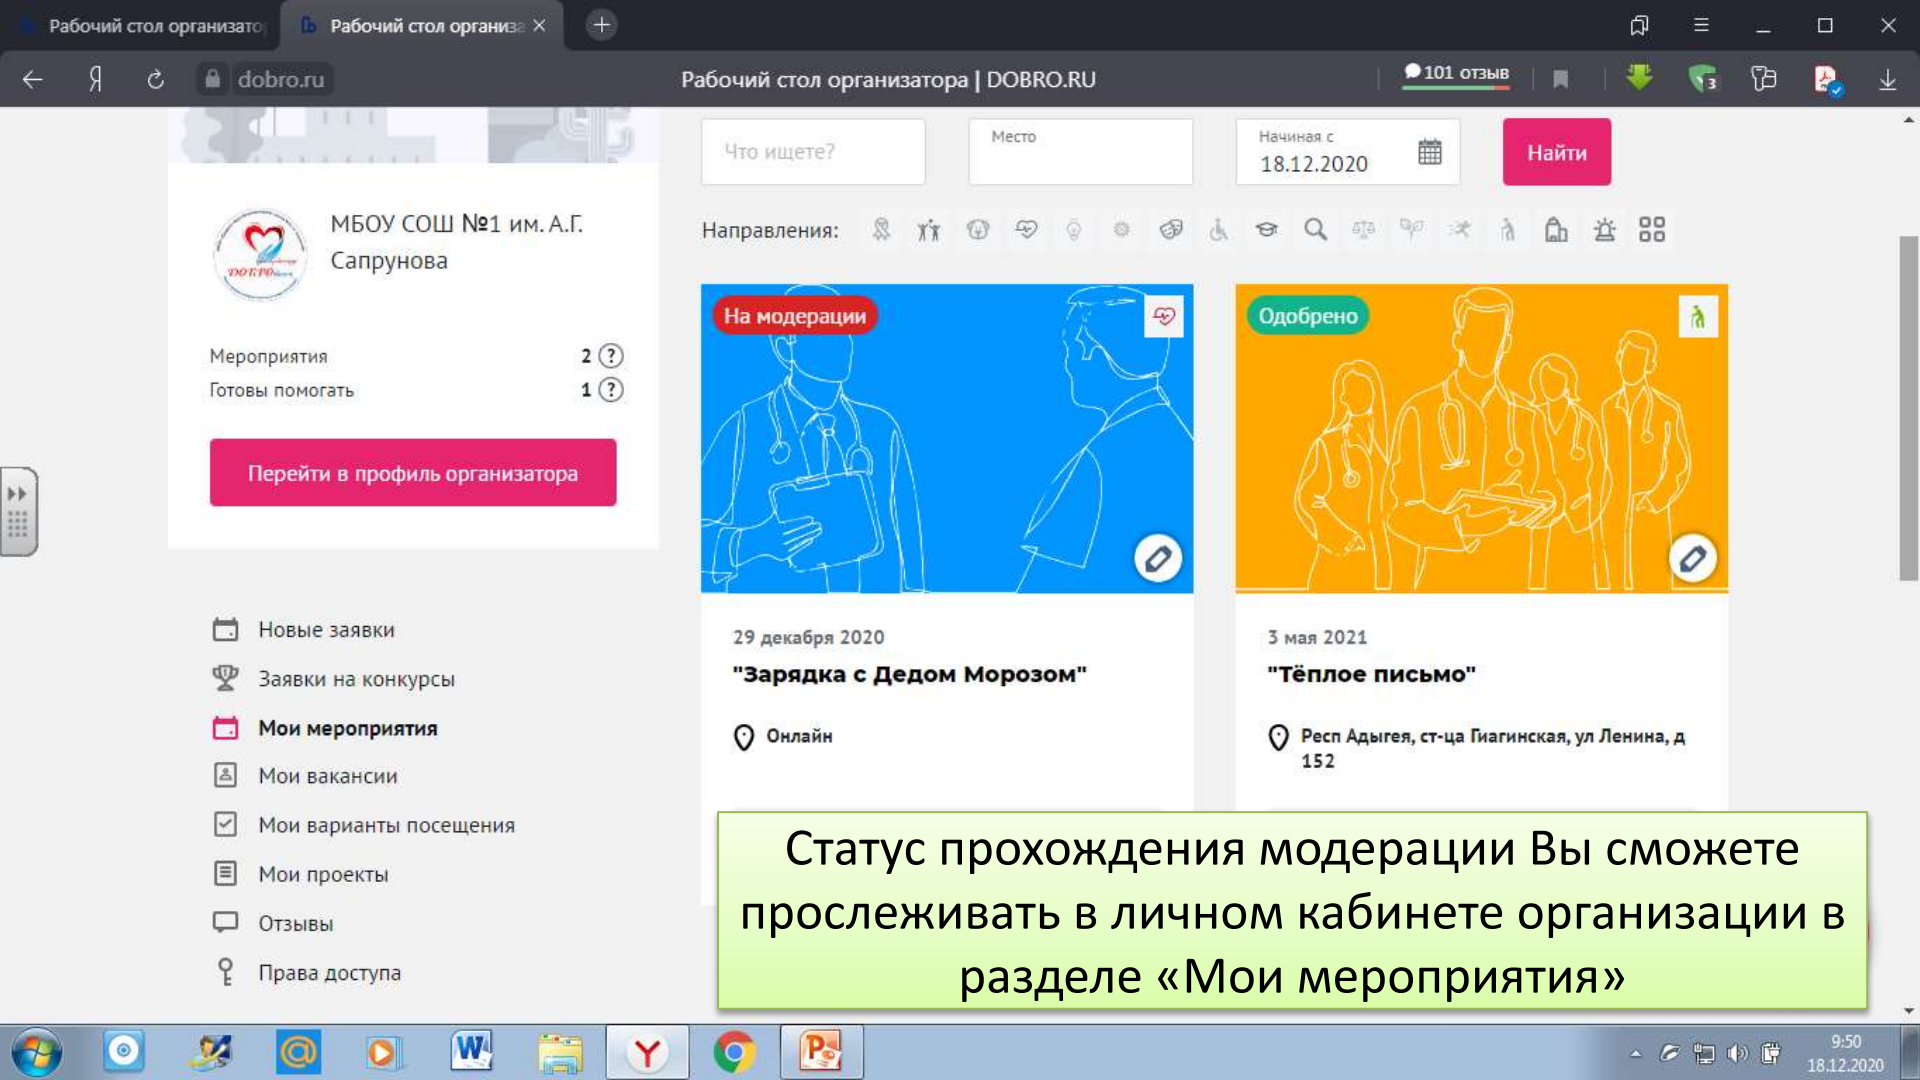 Рабочий стол организато
Рабочий стол организа
dobro.ru
Рабочий стол организатора | DOBRO.RU
101 отзыв
3
Что ищете?
Место
Начиная с
18.12.2020
Найти
МБОУ СОШ №1 им. А.Г.
Сапрунова
ДОБРО
Направления:
Мероприятия 2 ?
Готовы помогать 1 ?
Перейти в профиль организатора
На модерации
Одобрено
Новые заявки
Заявки на конкурсы
Мои мероприятия
Мои вакансии
Мои варианты посещения
Мои проекты
Отзывы
Права доступа
29 декабря 2020
"Зарядка с Дедом Морозом"
Онлайн
3 мая 2021
"Тёплое письмо"
Респ Адыгея, ст-ца Гиагинская, ул Ленина, д
152
Статус прохождения модерации Вы сможете
прослеживать в личном кабинете организации в
разделе «Мои мероприятия»
9:50
18.12.2020